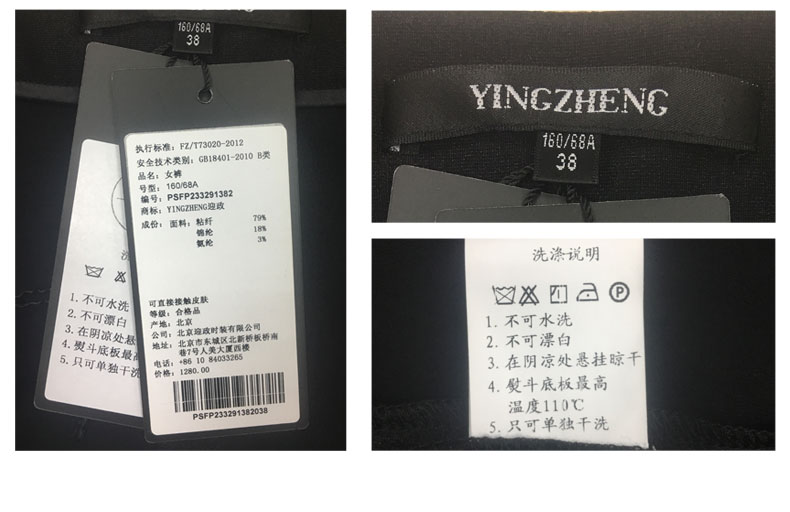 160/68A
38
执行标准: FZ/T73020-2012
安全技术类别: GB18401-2010 B类
品名: 女裤
号型: 160/68A
PSFP233291382
商标: YINGZHENG迎政
成份: 面料: 粘纤 79%
锦纶 18%
氨纶 3%
可直接接触皮肤
等级: 合格品
产地: 北京
公司: 北京迎政时装有限公司
地址: 北京市东城区北新桥板桥南
巷7号人美大厦西楼
电话: +86 10 84033265
价格: 1280.00
PSFP233291382038
洗
1. 不可水洗
2. 不可漂白
3. 在阴凉处悬
4. 熨斗底板最高
5. 只可单独干洗
YINGZHENG
160/68A
38
洗涤说明
P
1. 不可水洗
2. 不可漂白
3. 在阴凉处悬挂晾干
4. 熨斗底板最高
温度110℃
5. 只可单独干洗